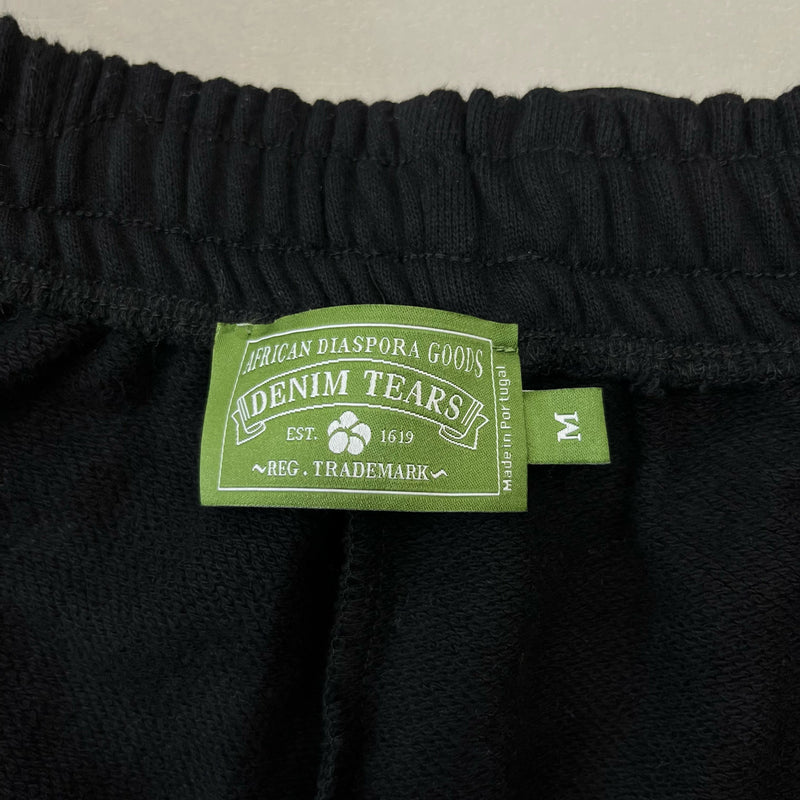 AFRICAN DIASPORA GOODS
DENIM TEARS
EST. 1619
~REG. TRADEMARK~
Made in Portugal
M